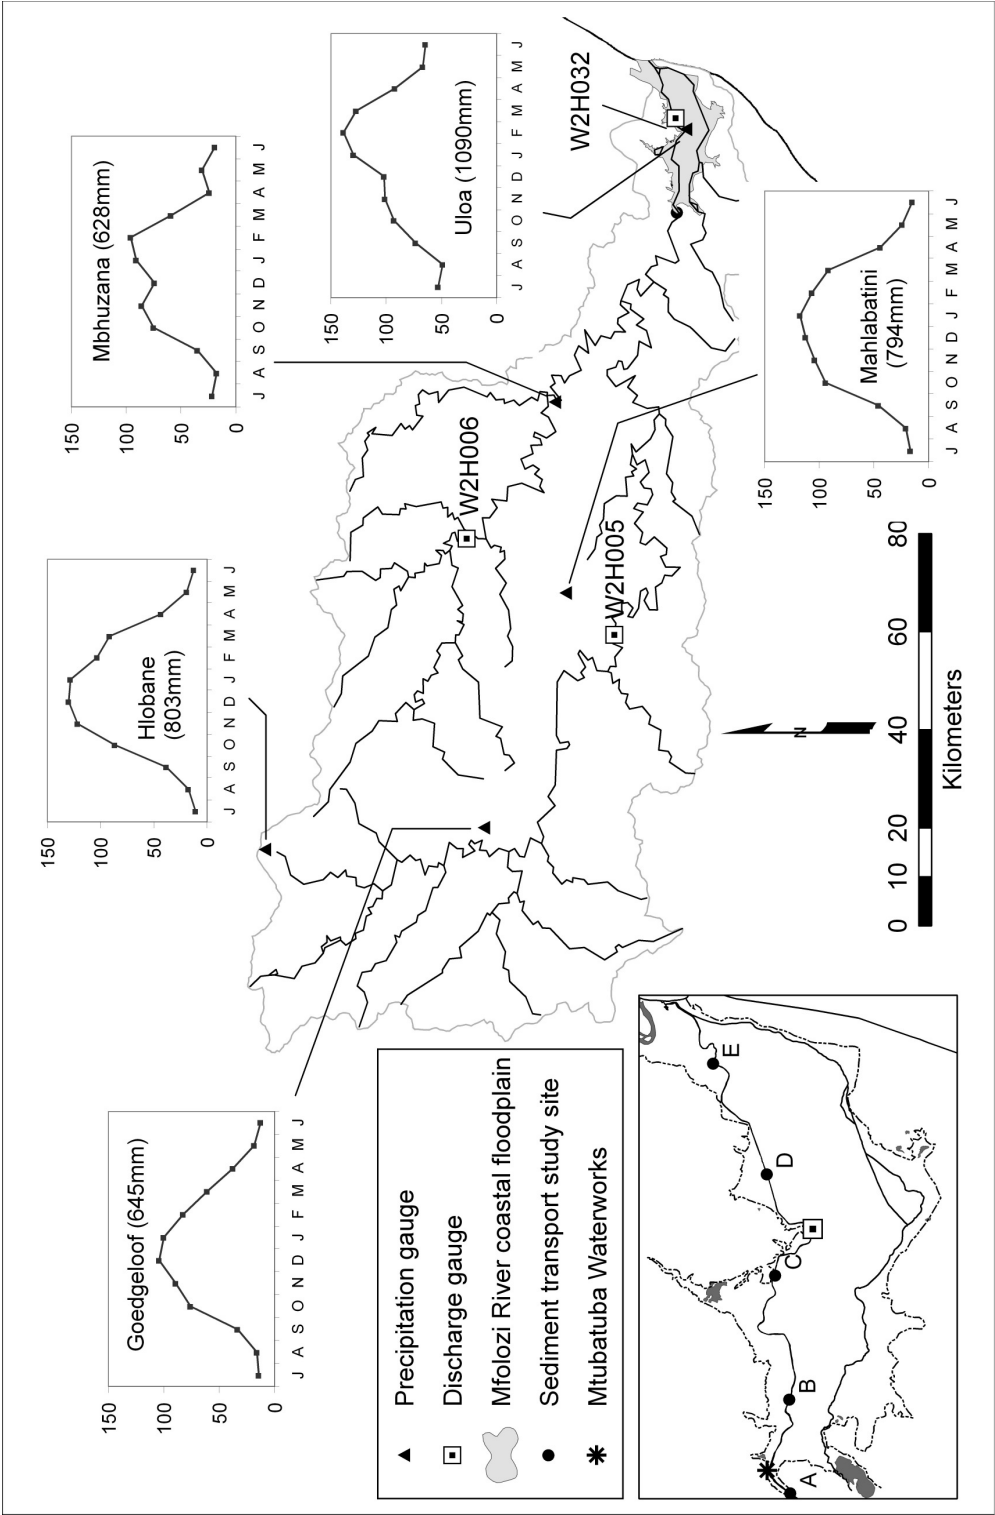 Goedgeloof (645mm)
150
100
50
0
J A S O N D J F M A M J
Hlobane
(803mm)
150
100
50
0
J A S O N D J F M A M J
Mbhuzana (628mm)
150
100
50
0
J A S O N D J F M A M J
Uloa (1090mm)
150
100
50
0
J A S O N D J F M A M J
Mahlabatini
(794mm)
150
100
50
0
J A S O N D J F M A M J
W2H006
W2H005
W2H032
Precipitation gauge
Discharge gauge
Mfolozi River coastal floodplain
Sediment transport study site
Mtubatuba Waterworks
A
B
C
D
E
N
0 10 20 40 60 80
Kilometers